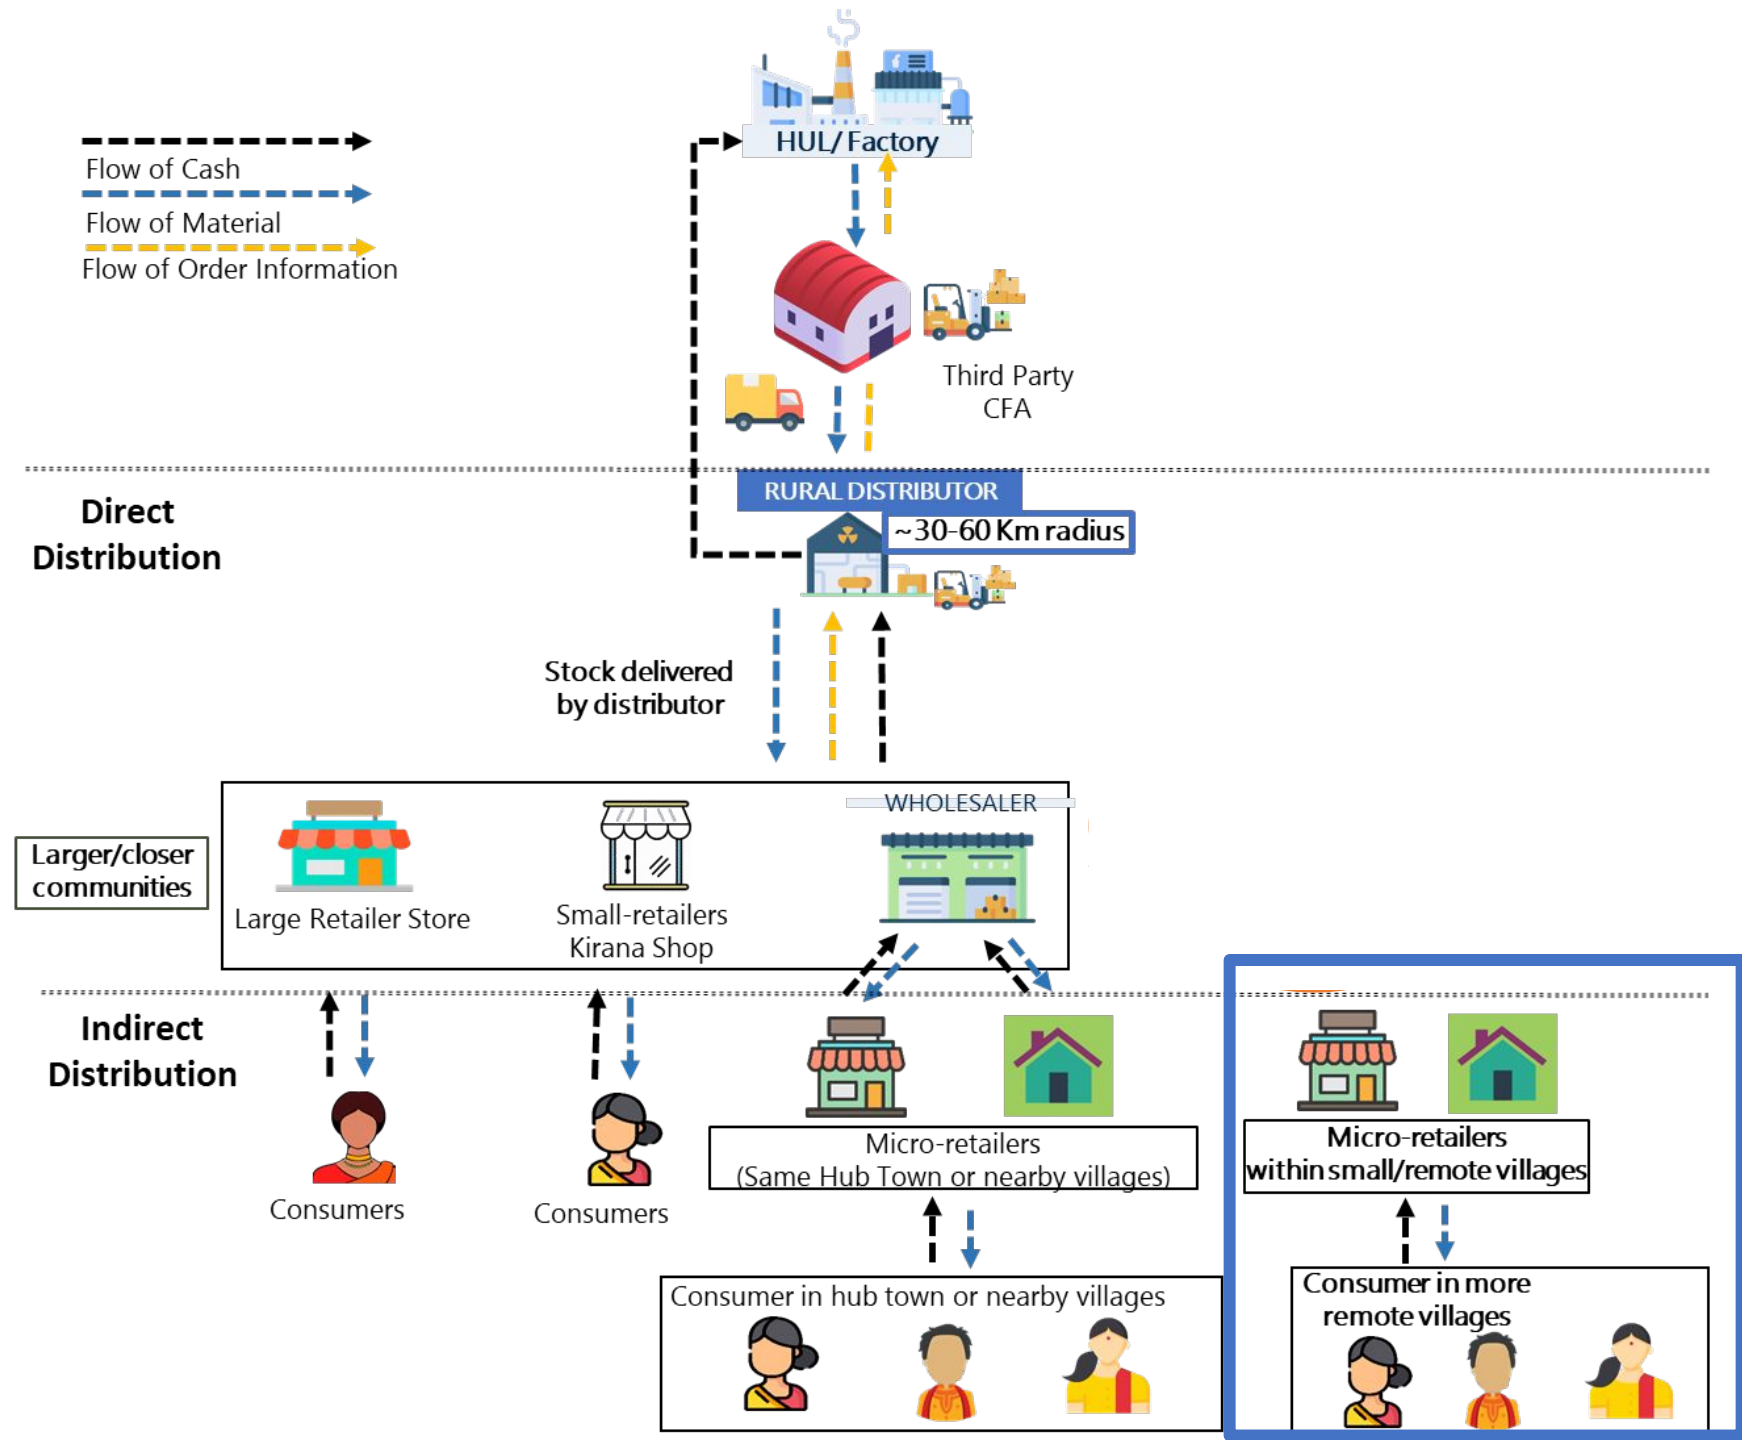 HUL/ Factory
Flow of Cash
Flow of Material
Flow of Order Information
Third Party
CFA
RURAL DISTRIBUTOR
~30-60 Km radius
Direct
Distribution
Stock delivered
by distributor
WHOLESALER
Larger/closer
communities
Large Retailer Store
Small-retailers
Kirana Shop
Indirect
Distribution
Consumers
Consumers
Micro-retailers
(Same Hub Town or nearby villages)
Micro-retailers
within small/remote villages
Consumer in hub town or nearby villages
Consumer in more
remote villages